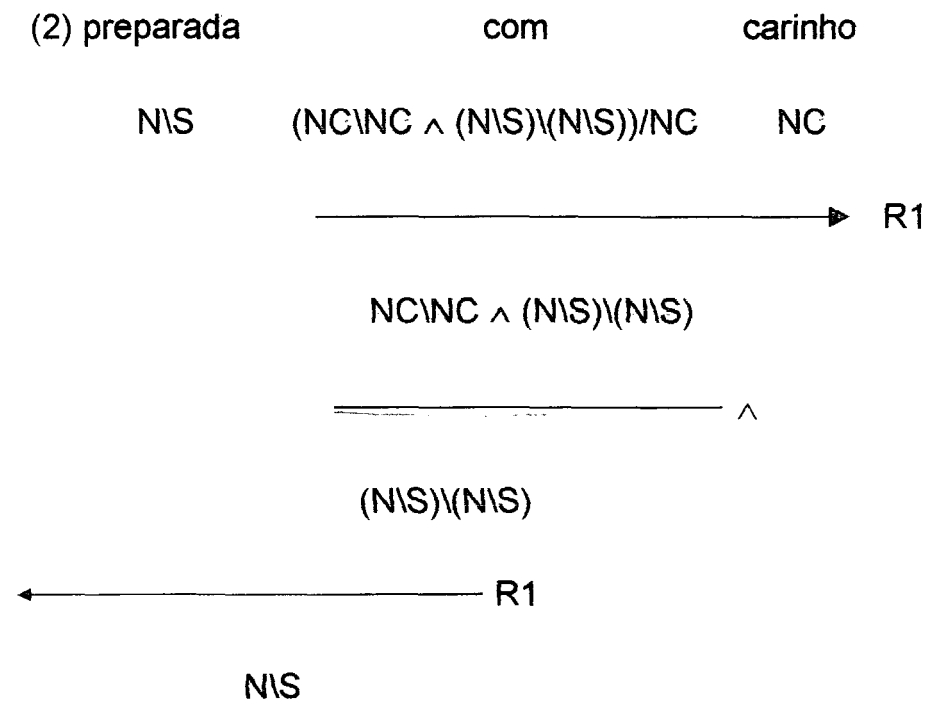 (2) preparada com carinho
N\S (NC\NC ∧ (N\S)\(N\S))/NC NC
R1
NC\NC ∧ (N\S)\(N\S)
∧
(N\S)\(N\S)
R1
N\S